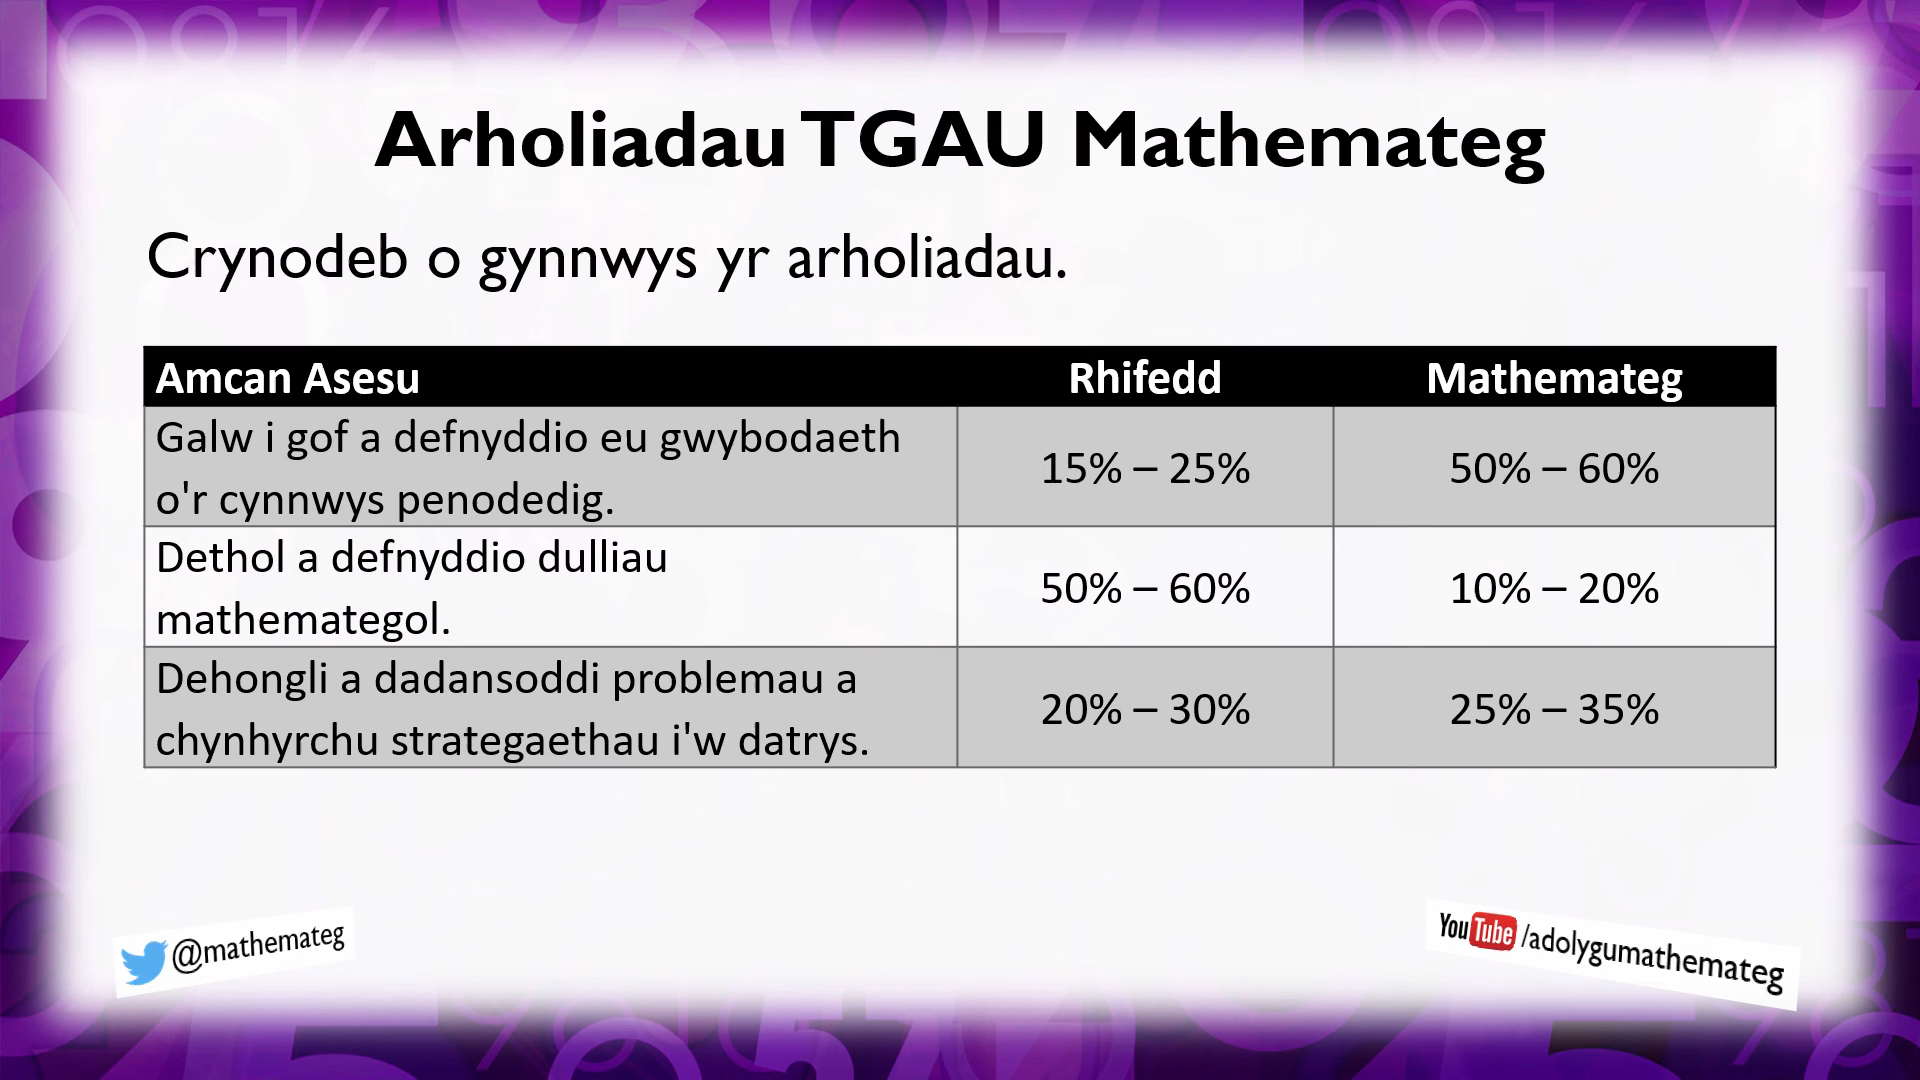 Arholiadau TGAU Mathemateg
Crynodeb o gynnwys yr arholiadau.
Amcan Asesu Rhifedd Mathemateg
Galw i gof a defnyddio eu gwybodaeth
o'r cynnwys penodedig.
15% – 25% 50% – 60%
Dethol a defnyddio dulliau
mathemategol.
50% – 60% 10% – 20%
Dehongli a dadansoddi problemau a
chynhyrchu strategaethau i'w datrys.
20% – 30% 25% – 35%
@mathemateg
YouTube /adolygumathemateg